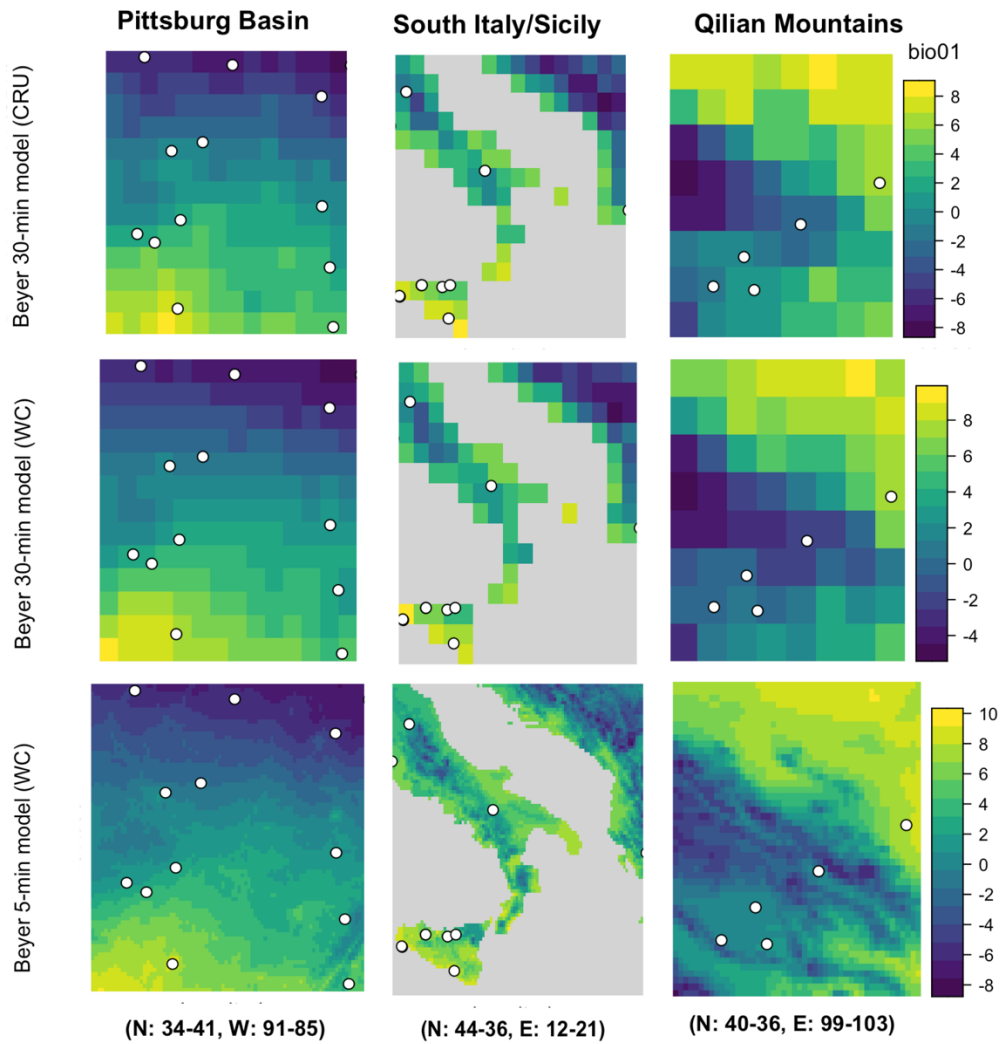 Pittsburg Basin
South Italy/Sicily
Qilian Mountains
bio01
Beyer 30-min model (CRU)
8
6
4
2
0
-2
-4
-6
-8
Beyer 30-min model (WC)
8
6
4
2
0
-2
-4
Beyer 5-min model (WC)
10
8
6
4
2
0
-2
-4
-6
-8
(N: 34-41, W: 91-85)
(N: 44-36, E: 12-21)
(N: 40-36, E: 99-103)